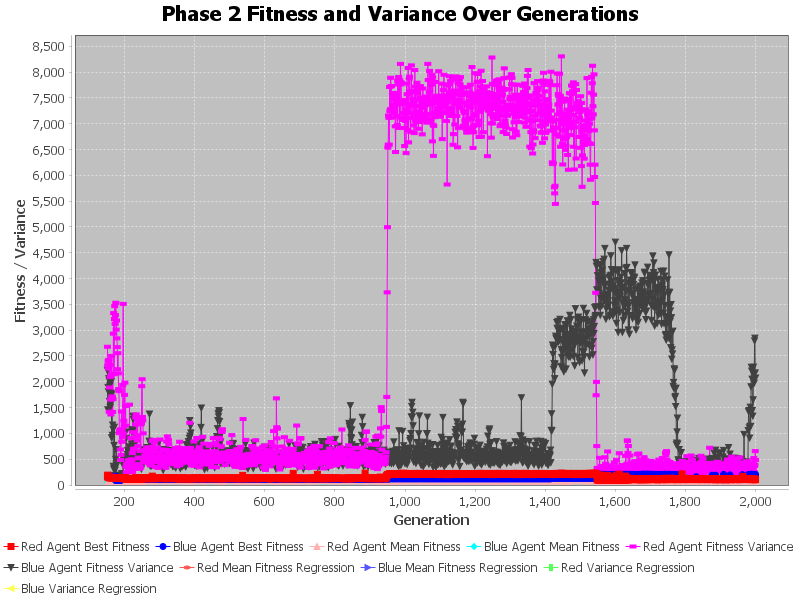 Phase 2 Fitness and Variance Over Generations
8,500
8,000
7,500
7,000
6,500
6,000
5,500
5,000
4,500
4,000
3,500
3,000
2,500
2,000
1,500
1,000
500
0
Fitness / Variance
200 400 600 800 1,000 1,200 1,400 1,600 1,800 2,000
Generation
Red Agent Best Fitness Blue Agent Best Fitness Red Agent Mean Fitness Blue Agent Mean Fitness Red Agent Fitness Variance
Blue Agent Fitness Variance Red Mean Fitness Regression Blue Mean Fitness Regression Red Variance Regression
Blue Variance Regression